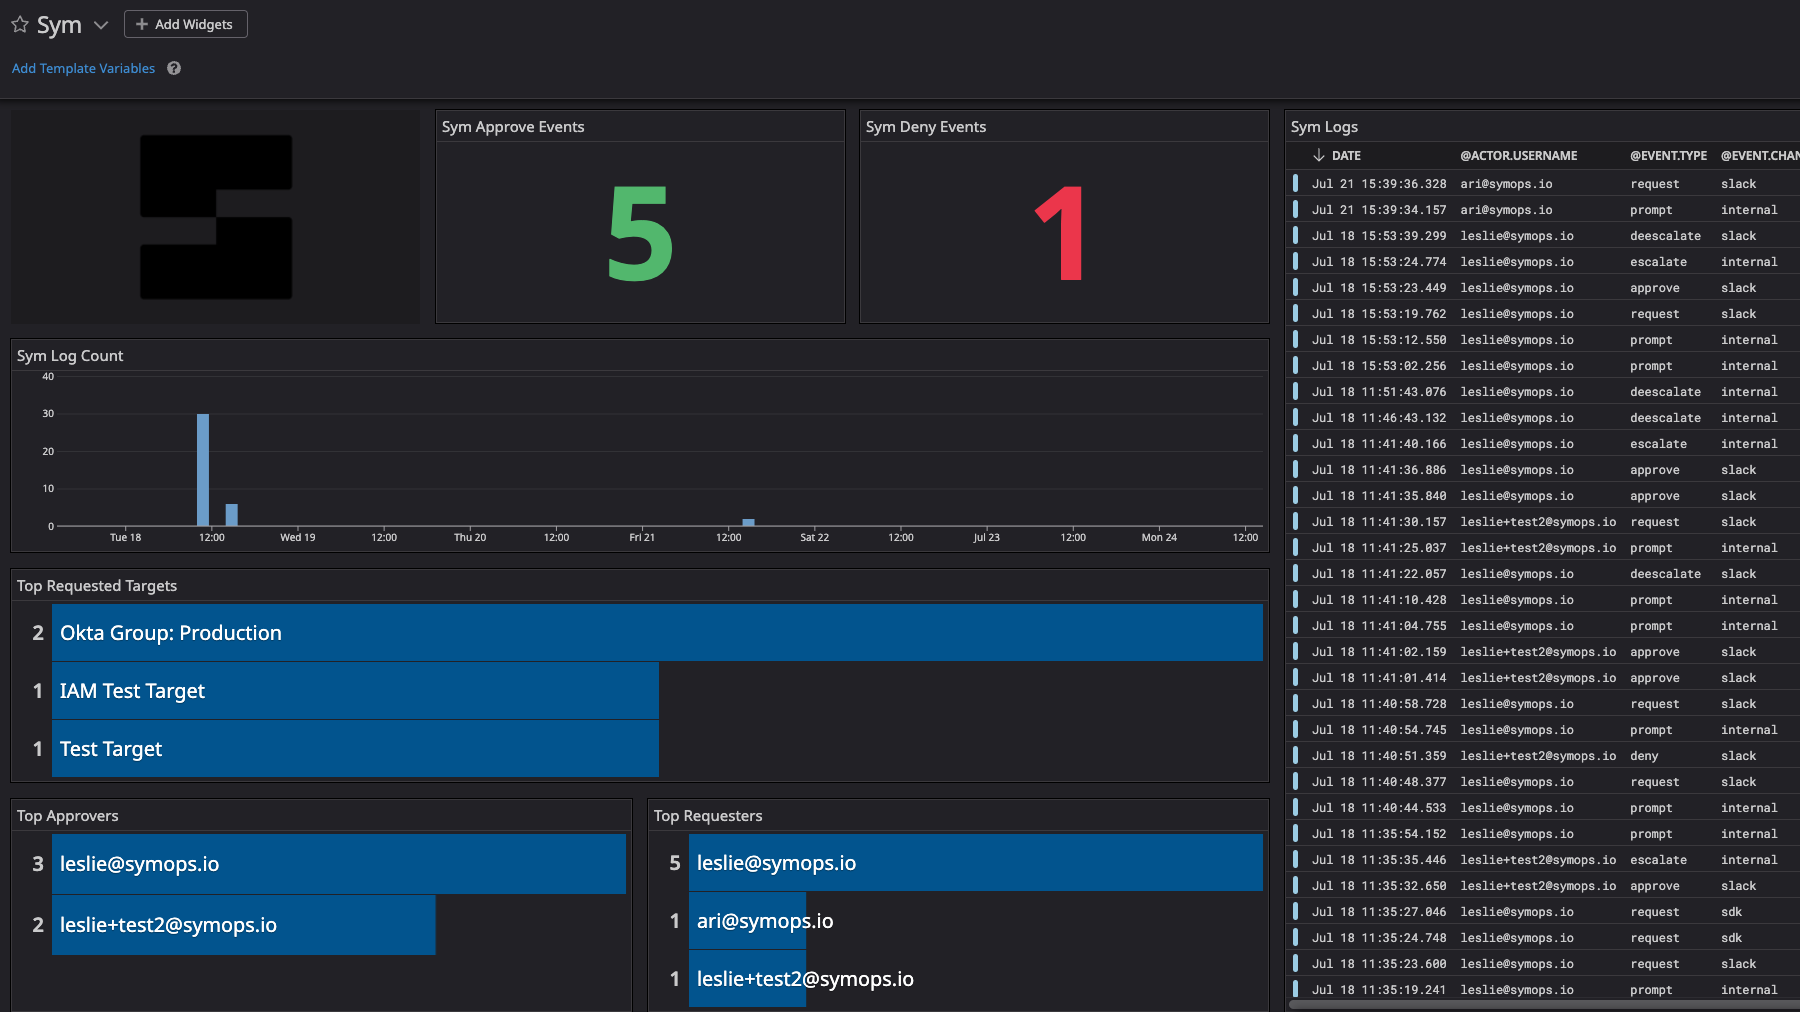 Sym
Add Widgets
Add Template Variables
Sym Approve Events
5
Sym Deny Events
1
Sym Log Count
40
30
20
10
0
Tue 18 12:00 Wed 19 12:00 Thu 20 12:00 Fri 21 12:00 Sat 22 12:00 Jul 23 12:00 Mon 24 12:00
Top Requested Targets
2 Okta Group: Production
1 IAM Test Target
1 Test Target
Top Approvers
3 leslie@symops.io
2 leslie+test2@symops.io
Top Requesters
5 leslie@symops.io
1 ari@symops.io
1 leslie+test2@symops.io
Sym Logs
DATE @ACTOR.USERNAME @EVENT.TYPE @EVENT.CHAN
Jul 21 15:39:36.328 ari@symops.io request slack
Jul 21 15:39:34.157 ari@symops.io prompt internal
Jul 18 15:53:39.299 leslie@symops.io deescalate slack
Jul 18 15:53:24.774 leslie@symops.io escalate internal
Jul 18 15:53:23.449 leslie@symops.io approve slack
Jul 18 15:53:19.762 leslie@symops.io request slack
Jul 18 15:53:12.550 leslie@symops.io prompt internal
Jul 18 15:53:02.256 leslie@symops.io prompt internal
Jul 18 11:51:43.076 leslie@symops.io deescalate internal
Jul 18 11:46:43.132 leslie@symops.io deescalate internal
Jul 18 11:41:40.166 leslie@symops.io escalate internal
Jul 18 11:41:36.886 leslie@symops.io approve slack
Jul 18 11:41:35.840 leslie@symops.io approve slack
Jul 18 11:41:30.157 leslie+test2@symops.io request slack
Jul 18 11:41:25.037 leslie+test2@symops.io prompt internal
Jul 18 11:41:22.057 leslie@symops.io deescalate slack
Jul 18 11:41:10.428 leslie@symops.io prompt internal
Jul 18 11:41:04.755 leslie@symops.io prompt internal
Jul 18 11:41:02.159 leslie+test2@symops.io approve slack
Jul 18 11:41:01.414 leslie+test2@symops.io approve slack
Jul 18 11:40:58.728 leslie@symops.io request slack
Jul 18 11:40:54.745 leslie@symops.io prompt internal
Jul 18 11:40:51.359 leslie+test2@symops.io deny slack
Jul 18 11:40:48.377 leslie@symops.io request slack
Jul 18 11:40:44.533 leslie@symops.io prompt internal
Jul 18 11:35:54.152 leslie@symops.io prompt internal
Jul 18 11:35:35.446 leslie+test2@symops.io escalate internal
Jul 18 11:35:32.650 leslie+test2@symops.io approve slack
Jul 18 11:35:27.046 leslie@symops.io request sdk
Jul 18 11:35:24.748 leslie@symops.io request sdk
Jul 18 11:35:23.600 leslie@symops.io request slack
Jul 18 11:35:19.241 leslie@symops.io prompt internal